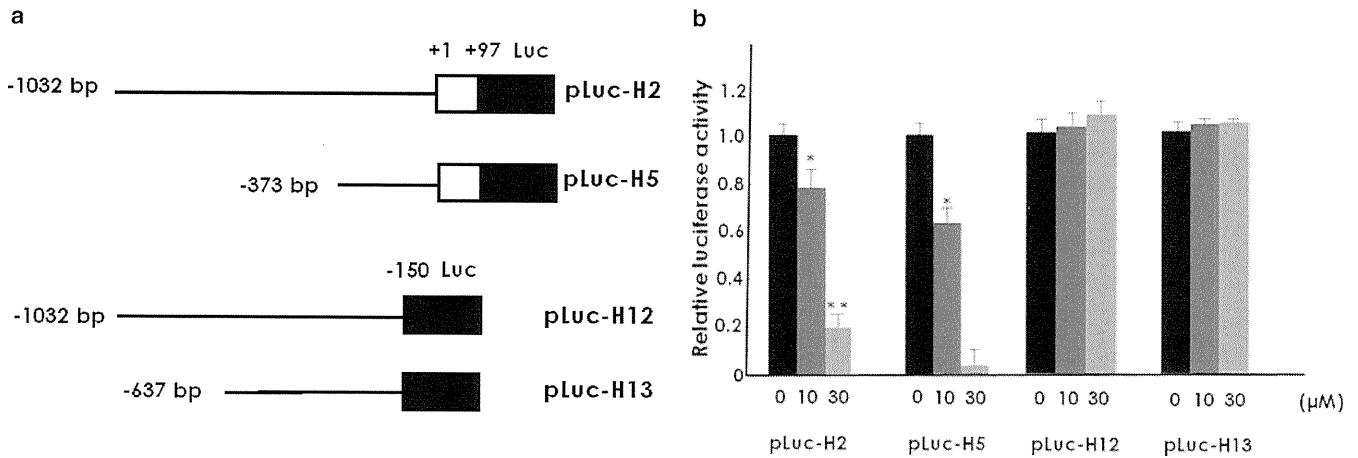 a
+1 +97 Luc
-1032 bp
pLuc-H2
-373 bp
pLuc-H5
-150 Luc
-1032 bp
pLuc-H12
-637 bp
pLuc-H13
b
Relative luciferase activity
1.2
1.0
0.8
0.6
0.4
0.2
0
*
**
*
0 10 30 0 10 30 0 10 30 0 10 30 (µM)
pLuc-H2 pLuc-H5 pLuc-H12 pLuc-H13